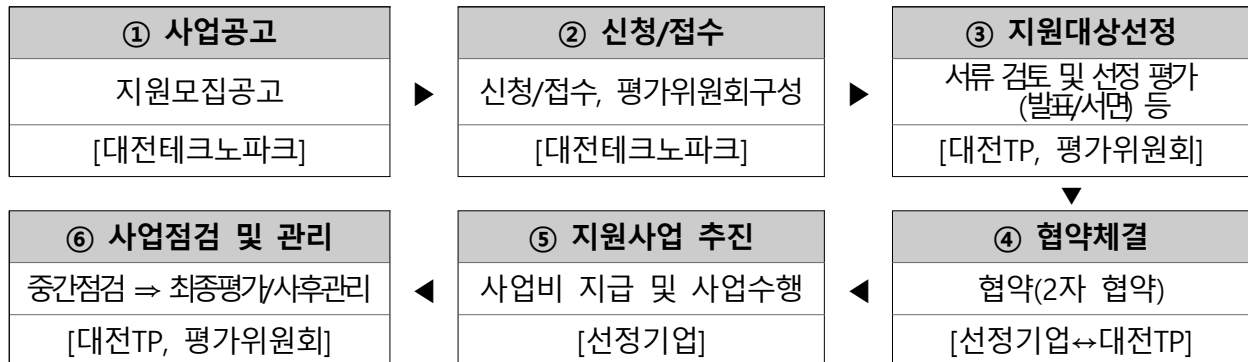 ① 사업공고
지원모집공고
[대전테크노파크]
▶
② 신청/접수
신청/접수, 평가위원회구성
[대전테크노파크]
▶
③ 지원대상선정
서류 검토 및 선정 평가
(발표/서면) 등
[대전TP, 평가위원회]
▼
④ 협약체결
협약(2자 협약)
[선정기업↔대전TP]
◀
⑤ 지원사업 추진
사업비 지급 및 사업수행
[선정기업]
◀
⑥ 사업점검 및 관리
중간점검 ⇒ 최종평가/사후관리
[대전TP, 평가위원회]